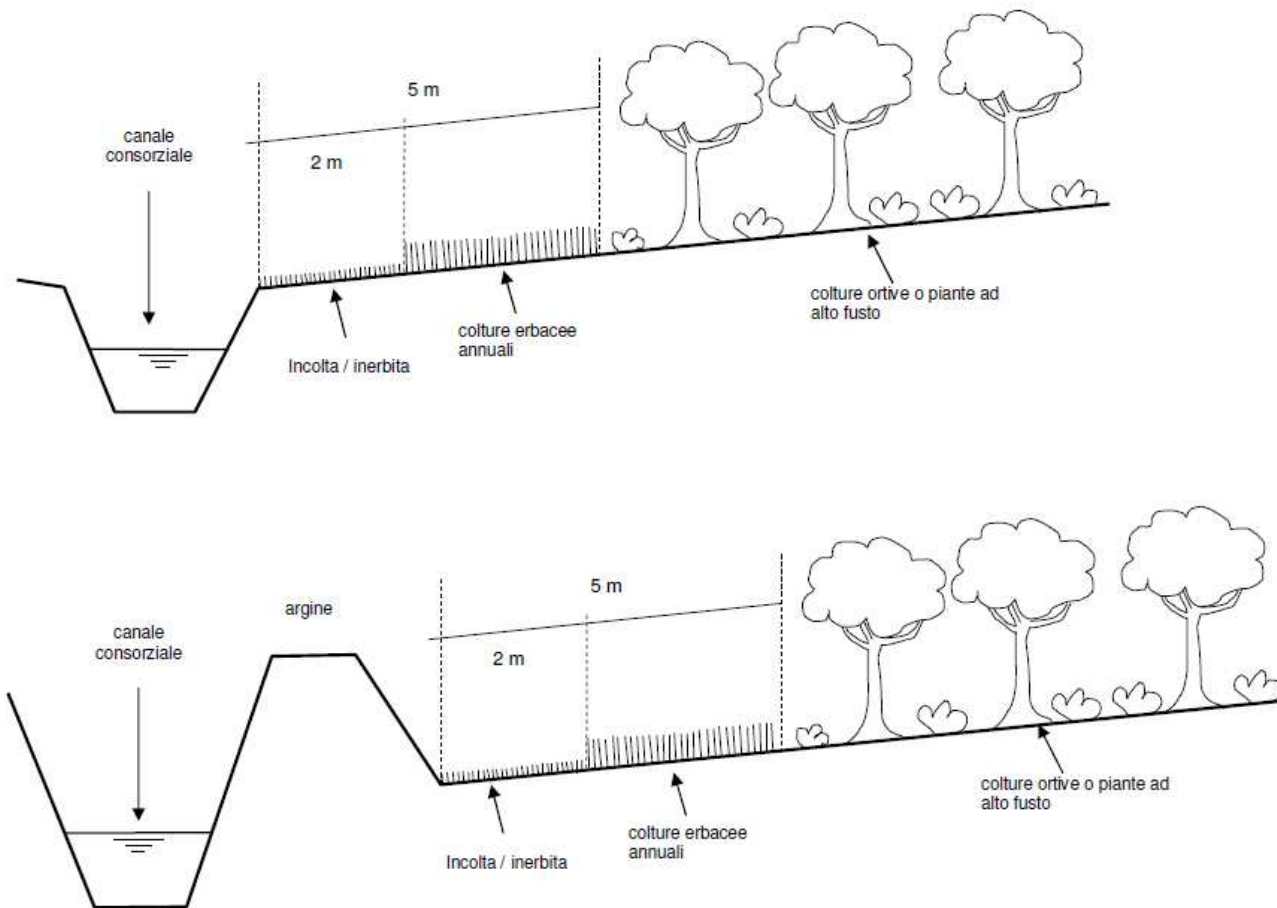 5 m
canale
consorziale
2 m
colture ortive o piante ad
alto fusto
colture erbacee
annuali
Incolta / inerbita
5 m
argine
canale
consorziale
2 m
colture ortive o piante ad
alto fusto
colture erbacee
annuali
Incolta / inerbita